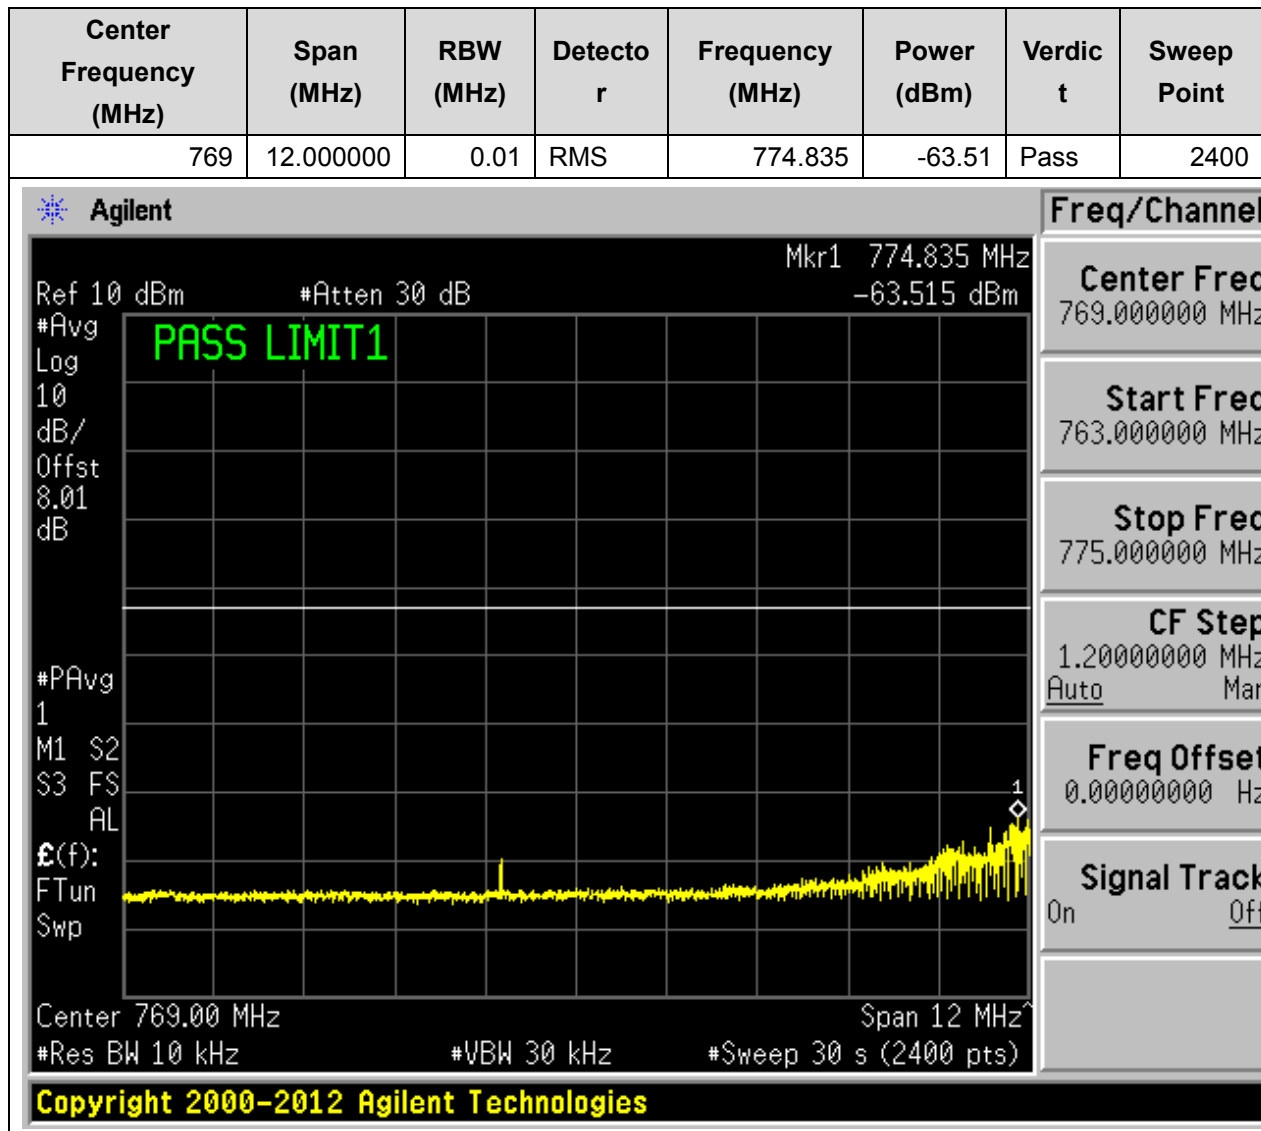 Center Frequency (MHz) Span (MHz) RBW (MHz) Detector Frequency (MHz) Power (dBm) Verdict Sweep Point
769 12.000000 0.01 RMS 774.835 -63.51 Pass 2400
Agilent
Freq/Channel
Mkr1 774.835 MHz
Ref 10 dBm #Atten 30 dB -63.515 dBm
#Avg
Log
10
dB/
Offst
8.01
dB
PASS LIMIT1
#PAvg
1
M1 S2
S3 FS
AL
£(f):
FTun
Swp
1
Center 769.00 MHz Span 12 MHz^
#Res BW 10 kHz #VBW 30 kHz #Sweep 30 s (2400 pts)
Center Freq
769.000000 MHz
Start Freq
763.000000 MHz
Stop Freq
775.000000 MHz
CF Step
1.20000000 MHz
Auto Man
Freq Offset
0.00000000 Hz
Signal Track
On Off
Copyright 2000-2012 Agilent Technologies